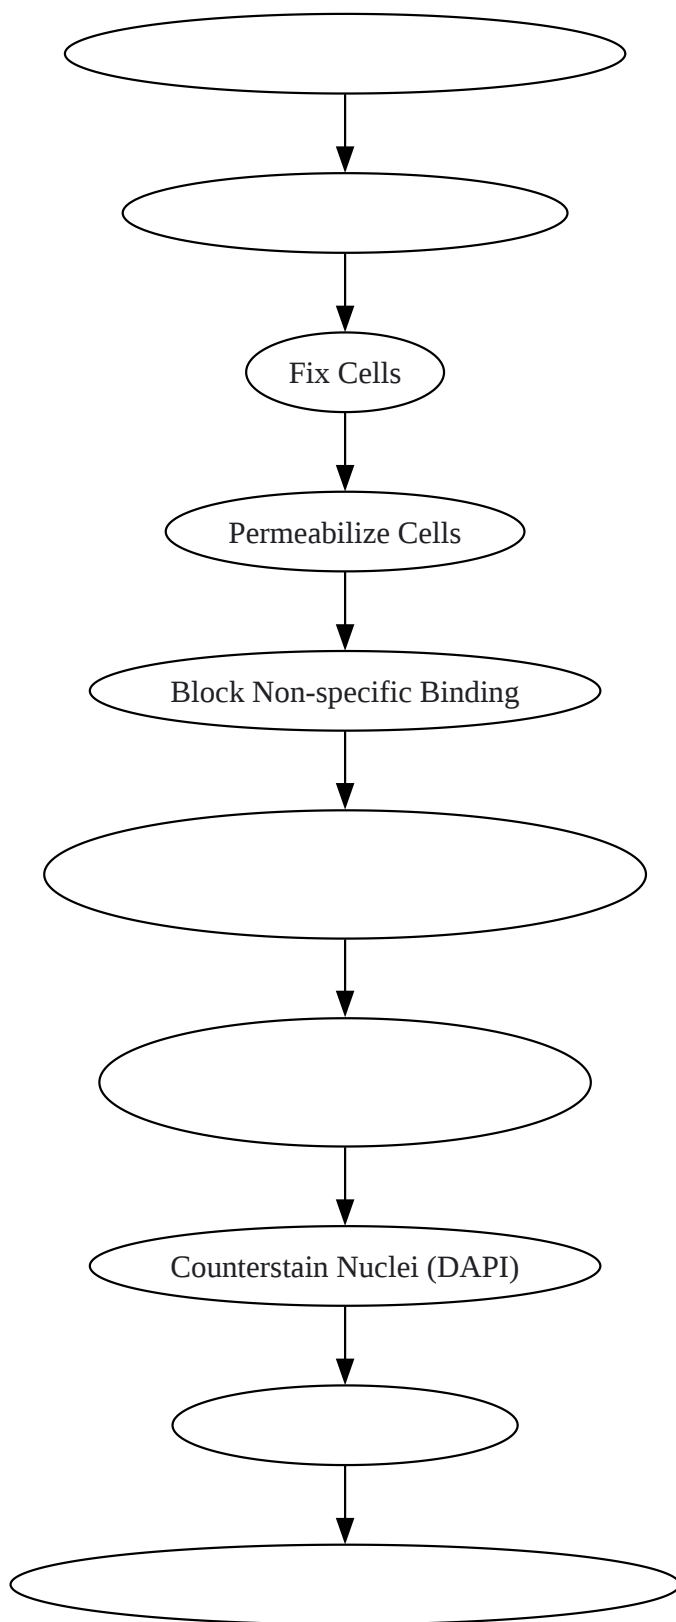 Fix Cells
Permeabilize Cells
Block Non-specific Binding
Counterstain Nuclei (DAPI)